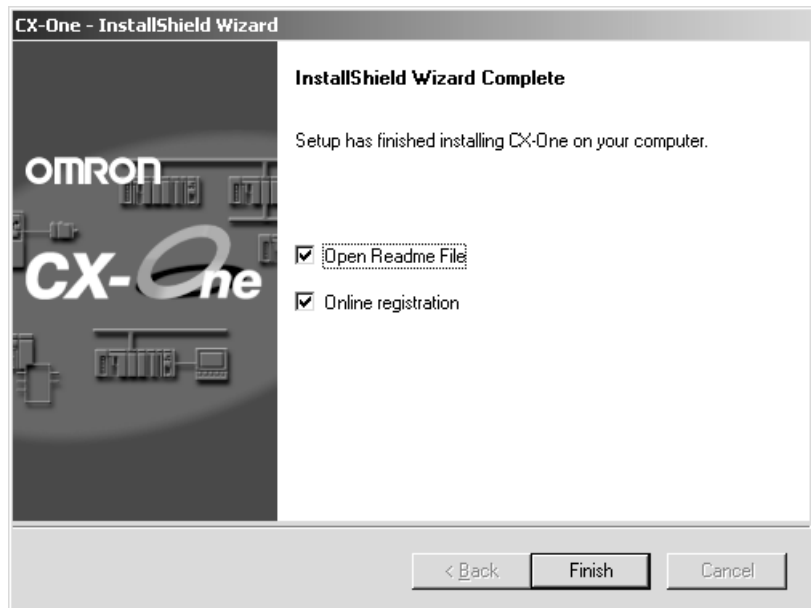 CX-One - InstallShield Wizard
InstallShield Wizard Complete
Setup has finished installing CX-One on your computer.
OMRON
CX-One
Open Readme File
Online registration
< Back
Finish
Cancel